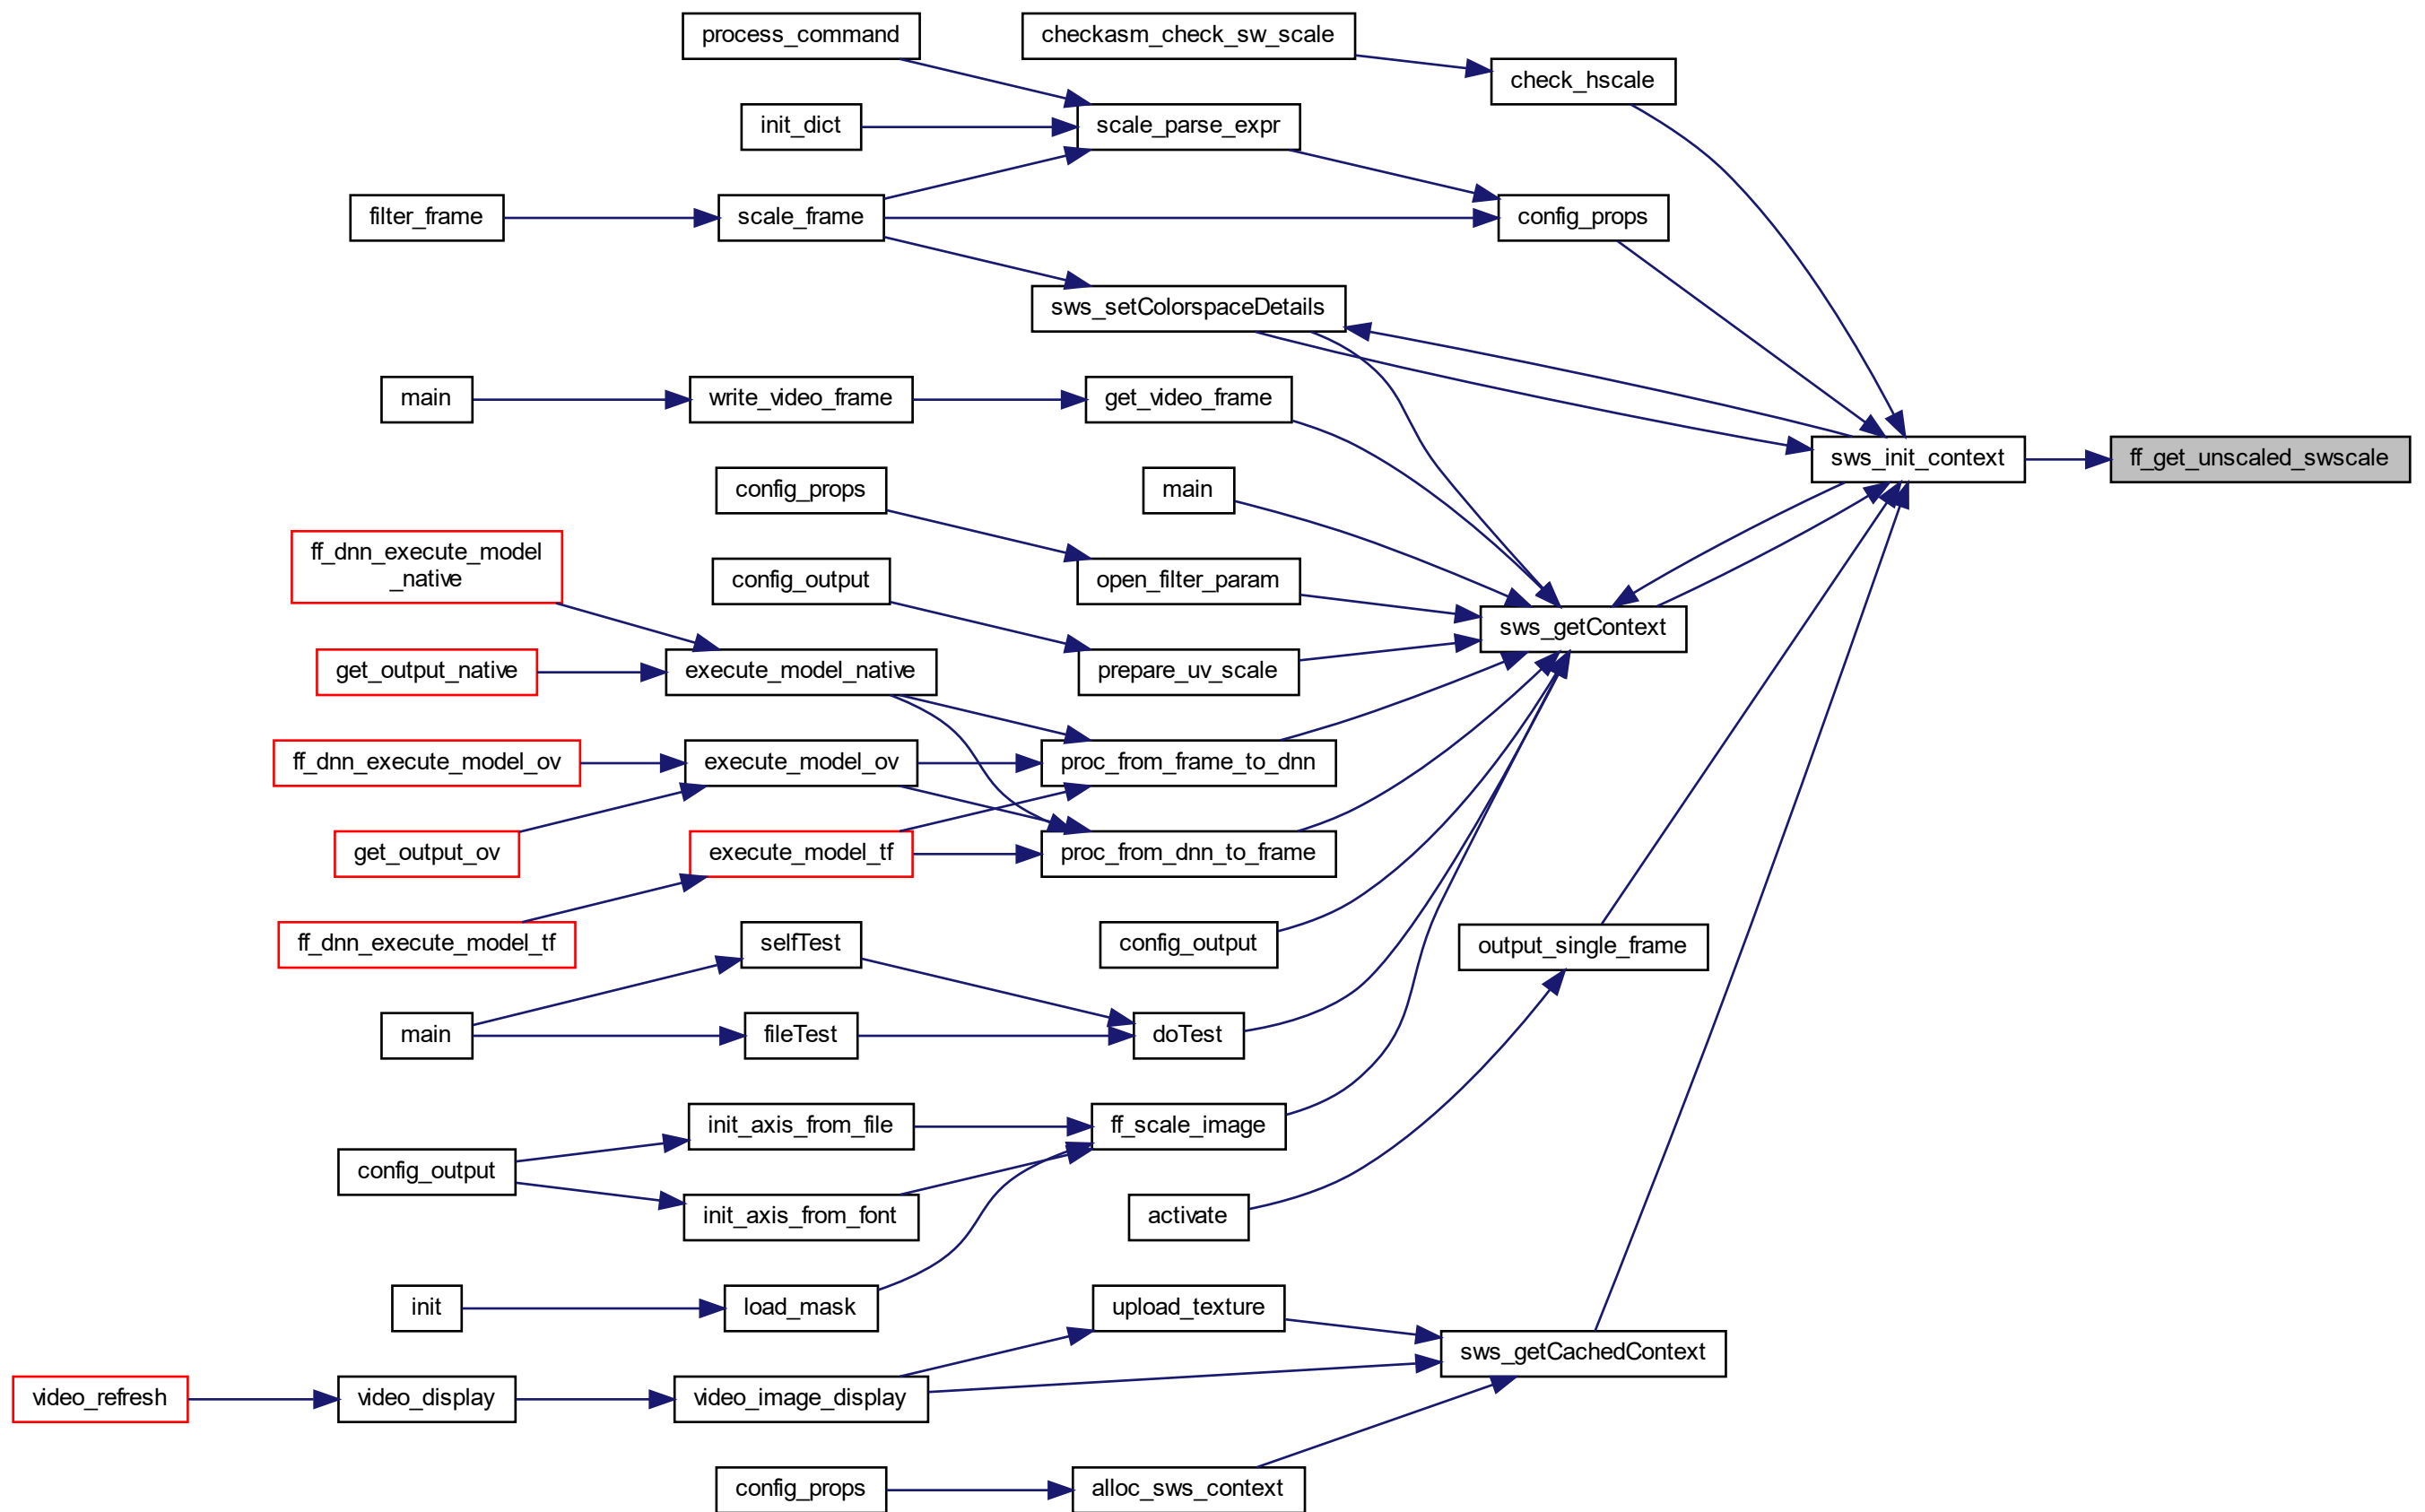 process_command
checkasm_check_sw_scale
check_hscale
init_dict
scale_parse_expr
filter_frame
scale_frame
config_props
sws_setColorspaceDetails
main
write_video_frame
get_video_frame
sws_init_context
ff_get_unscaled_swscale
config_props
main
ff_dnn_execute_model
_native
config_output
open_filter_param
sws_getContext
get_output_native
execute_model_native
prepare_uv_scale
ff_dnn_execute_model_ov
execute_model_ov
proc_from_frame_to_dnn
get_output_ov
execute_model_tf
proc_from_dnn_to_frame
ff_dnn_execute_model_tf
selfTest
config_output
output_single_frame
main
fileTest
doTest
init_axis_from_file
ff_scale_image
config_output
init_axis_from_font
activate
init
load_mask
upload_texture
sws_getCachedContext
video_refresh
video_display
video_image_display
config_props
alloc_sws_context